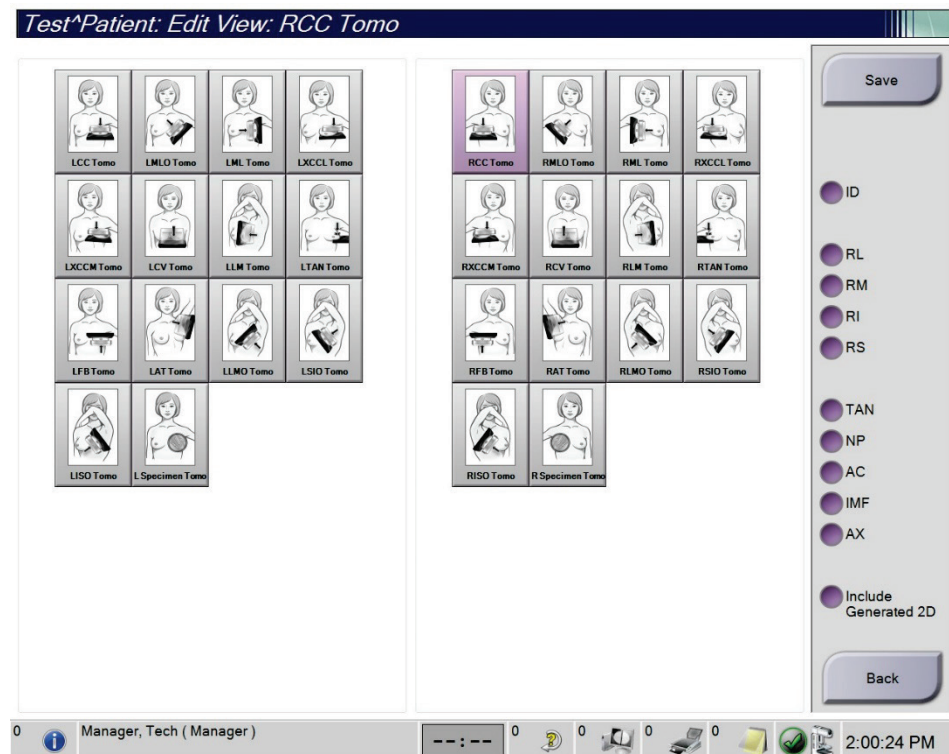 Test^Patient: Edit View: RCC Tomo
LCC Tomo LMLO Tomo LML Tomo LXCCL Tomo
LXCCM Tomo LCV Tomo LLM Tomo LTAN Tomo
LFB Tomo LAT Tomo LLMO Tomo LSIO Tomo
LISO Tomo L Specimen Tomo
RCC Tomo RMLO Tomo RML Tomo RXCCL Tomo
RXCCM Tomo RCV Tomo RLM Tomo RTAN Tomo
RFB Tomo RAT Tomo RLMO Tomo RSIO Tomo
RISO Tomo R Specimen Tomo
Save
ID
RL
RM
RI
RS
TAN
NP
AC
IMF
AX
Include
Generated 2D
Back
0 Manager, Tech ( Manager ) --:-- 0 0 0 0 2:00:24 PM